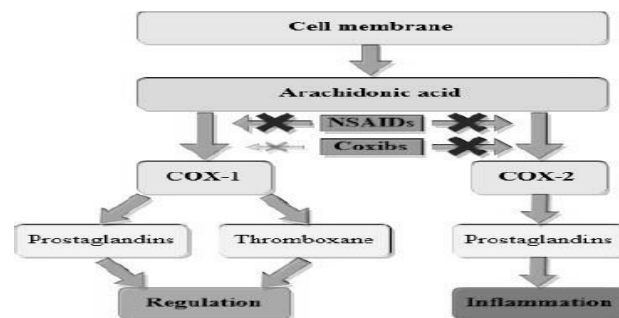 Cell membrane
Arachidonic acid
NSAIDs
Coxibs
COX-1
COX-2
Prostaglandins
Thromboxane
Prostaglandins
Regulation
Inflammation